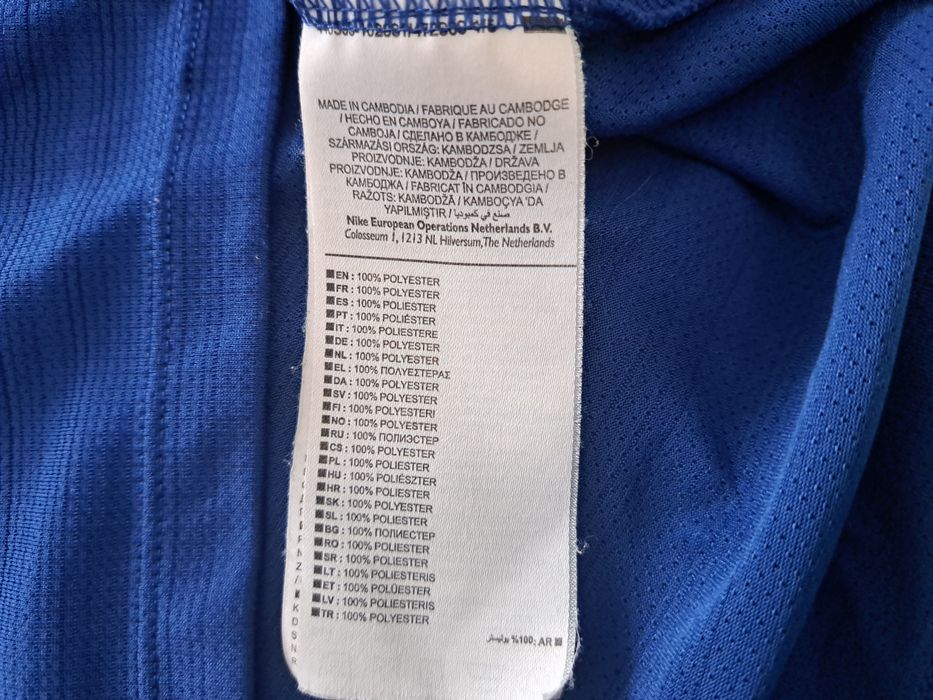 MADE IN CAMBODIA / FABRIQUE AU CAMBODGE
/ HECHO EN CAMBOYA / FABRICADO NO
CAMBOJA / СДЕЛАНО В КАМБОДЖЕ /
SZÁRMAZÁSI ORSZÁG: KAMBODZSA / ZEMLJA
PROIZVODNJE: KAMBODŽA / DRŽAVA
PROIZVODNJE: KAMBODŽA / ПРОИЗВЕДЕНО В
КАМБОДЖА / FABRICAT ÎN CAMBODGIA /
RAŽOTS: KAMBODŽĀ / KAMBOÇYA 'DA
YAPILMIŞTIR / صنع في كمبوديا
Nike European Operations Netherlands B.V.
Colosseum 1, 1213 NL Hilversum, The Netherlands
EN : 100% POLYESTER
FR : 100% POLYESTER
ES : 100% POLIESTER
PT : 100% POLIÉSTER
IT : 100% POLIESTERE
DE : 100% POLYESTER
NL : 100% POLYESTER
EL : 100% ΠΟΛΥΕΣΤΕΡΑΣ
DA : 100% POLYESTER
SV : 100% POLYESTER
FI : 100% POLYESTERI
NO : 100% POLYESTER
RU : 100% ПОЛИЭСТЕР
CS : 100% POLYESTER
PL : 100% POLIESTER
HU : 100% POLIÉSZTER
HR : 100% POLIESTER
SK : 100% POLYESTER
SL : 100% POLIESTER
BG : 100% ПОЛИЕСТЕР
RO : 100% POLIESTER
SR : 100% POLIESTER
LT : 100% POLIESTERIS
ET : 100% POLÜESTER
LV : 100% POLIESTERIS
TR : 100% POLYESTER
AR :100% بوليستر